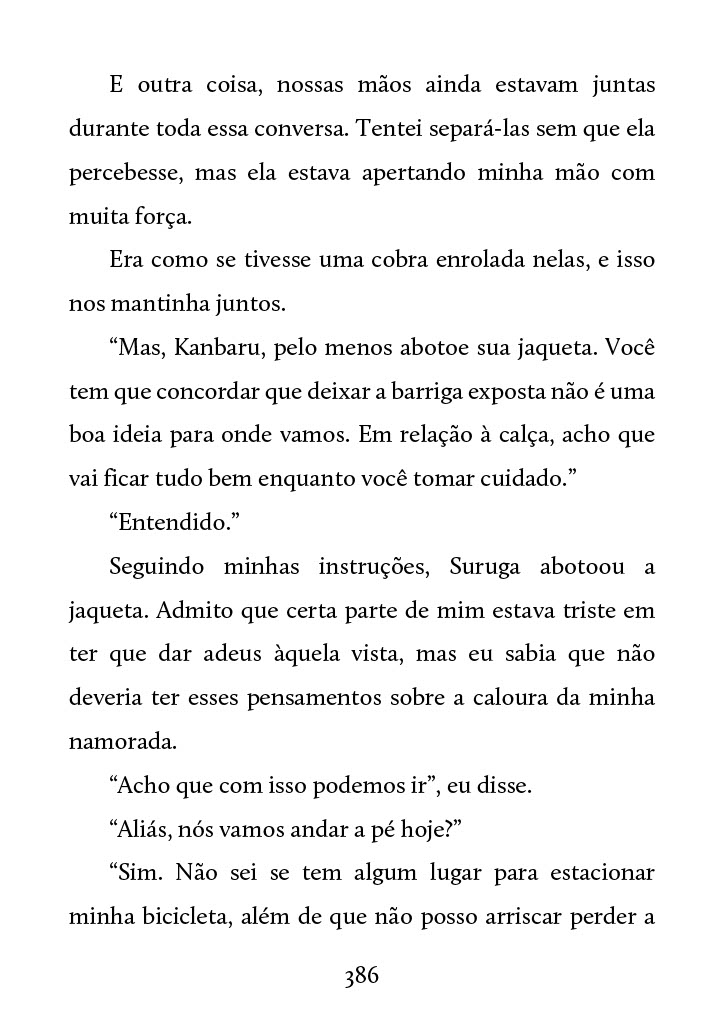 E outra coisa, nossas mãos ainda estavam juntas
durante toda essa conversa. Tentei separá-las sem que ela
percebesse, mas ela estava apertando minha mão com
muita força.
Era como se tivesse uma cobra enrolada nelas, e isso
nos mantinha juntos.
“Mas, Kanbaru, pelo menos abotoe sua jaqueta. Você
tem que concordar que deixar a barriga exposta não é uma
boa ideia para onde vamos. Em relação à calça, acho que
vai ficar tudo bem enquanto você tomar cuidado.”
“Entendido.”
Seguindo minhas instruções, Suruga abotoou a
jaqueta. Admito que certa parte de mim estava triste em
ter que dar adeus àquela vista, mas eu sabia que não
deveria ter esses pensamentos sobre a caloura da minha
namorada.
“Acho que com isso podemos ir”, eu disse.
“Aliás, nós vamos andar a pé hoje?”
“Sim. Não sei se tem algum lugar para estacionar
minha bicicleta, além de que não posso arriscar perder a
386